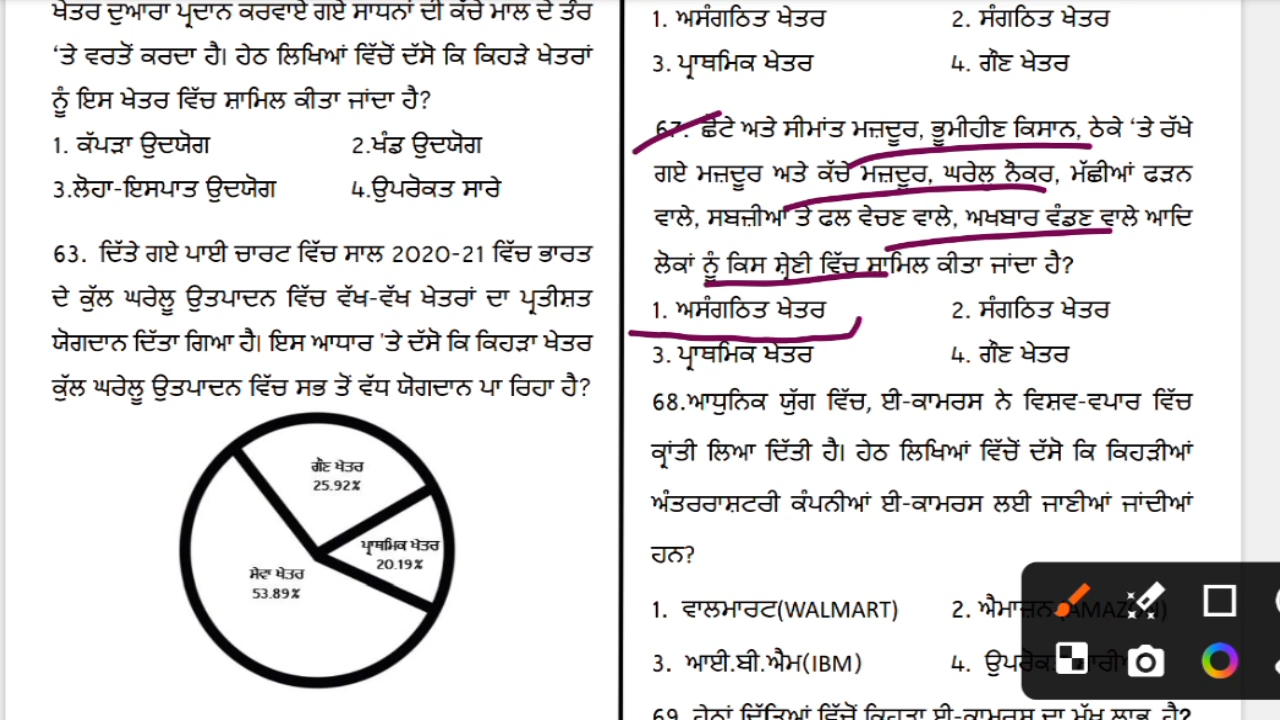 ਖੇਤਰ ਦੁਆਰਾ ਪ੍ਰਦਾਨ ਕਰਵਾਏ ਗਏ ਸਾਧਨਾਂ ਦੀ ਕੱਚੇ ਮਾਲ ਦੇ ਤੌਰ
‘ਤੇ ਵਰਤੋਂ ਕਰਦਾ ਹੈ। ਹੇਠ ਲਿਖਿਆਂ ਵਿੱਚੋਂ ਦੱਸੋ ਕਿ ਕਿਹੜੇ ਖੇਤਰਾਂ
ਨੂੰ ਇਸ ਖੇਤਰ ਵਿੱਚ ਸ਼ਾਮਿਲ ਕੀਤਾ ਜਾਂਦਾ ਹੈ?
1. ਕੱਪੜਾ ਉਦਯੋਗ 2.ਖੰਡ ਉਦਯੋਗ
3.ਲੋਹਾ-ਇਸਪਾਤ ਉਦਯੋਗ 4.ਉਪਰੋਕਤ ਸਾਰੇ
63. ਦਿੱਤੇ ਗਏ ਪਾਈ ਚਾਰਟ ਵਿੱਚ ਸਾਲ 2020-21 ਵਿੱਚ ਭਾਰਤ
ਦੇ ਕੁੱਲ ਘਰੇਲੂ ਉਤਪਾਦਨ ਵਿੱਚ ਵੱਖ-ਵੱਖ ਖੇਤਰਾਂ ਦਾ ਪ੍ਰਤੀਸ਼ਤ
ਯੋਗਦਾਨ ਦਿੱਤਾ ਗਿਆ ਹੈ। ਇਸ ਆਧਾਰ 'ਤੇ ਦੱਸੋ ਕਿ ਕਿਹੜਾ ਖੇਤਰ
ਕੁੱਲ ਘਰੇਲੂ ਉਤਪਾਦਨ ਵਿੱਚ ਸਭ ਤੋਂ ਵੱਧ ਯੋਗਦਾਨ ਪਾ ਰਿਹਾ ਹੈ?
ਗੌਣ ਖੇਤਰ
25.92%
ਪ੍ਰਾਥਮਿਕ ਖੇਤਰ
20.19%
ਸੇਵਾ ਖੇਤਰ
53.89%
1. ਅਸੰਗਠਿਤ ਖੇਤਰ 2. ਸੰਗਠਿਤ ਖੇਤਰ
3. ਪ੍ਰਾਥਮਿਕ ਖੇਤਰ 4. ਗੌਣ ਖੇਤਰ
67. ਛੋਟੇ ਅਤੇ ਸੀਮਾਂਤ ਮਜ਼ਦੂਰ, ਭੂਮੀਹੀਣ ਕਿਸਾਨ, ਠੇਕੇ ‘ਤੇ ਰੱਖੇ
ਗਏ ਮਜ਼ਦੂਰ ਅਤੇ ਕੱਚੇ ਮਜ਼ਦੂਰ, ਘਰੇਲੂ ਨੌਕਰ, ਮੱਛੀਆਂ ਫੜਨ
ਵਾਲੇ, ਸਬਜ਼ੀਆਂ ਤੇ ਫਲ ਵੇਚਣ ਵਾਲੇ, ਅਖਬਾਰ ਵੰਡਣ ਵਾਲੇ ਆਦਿ
ਲੋਕਾਂ ਨੂੰ ਕਿਸ ਸ਼੍ਰੇਣੀ ਵਿੱਚ ਸ਼ਾਮਿਲ ਕੀਤਾ ਜਾਂਦਾ ਹੈ?
1. ਅਸੰਗਠਿਤ ਖੇਤਰ 2. ਸੰਗਠਿਤ ਖੇਤਰ
3. ਪ੍ਰਾਥਮਿਕ ਖੇਤਰ 4. ਗੌਣ ਖੇਤਰ
68.ਆਧੁਨਿਕ ਯੁੱਗ ਵਿੱਚ, ਈ-ਕਾਮਰਸ ਨੇ ਵਿਸ਼ਵ-ਵਪਾਰ ਵਿੱਚ
ਕ੍ਰਾਂਤੀ ਲਿਆ ਦਿੱਤੀ ਹੈ। ਹੇਠ ਲਿਖਿਆਂ ਵਿੱਚੋਂ ਦੱਸੋ ਕਿ ਕਿਹੜੀਆਂ
ਅੰਤਰਰਾਸ਼ਟਰੀ ਕੰਪਨੀਆਂ ਈ-ਕਾਮਰਸ ਲਈ ਜਾਣੀਆਂ ਜਾਂਦੀਆਂ
ਹਨ?
1. ਵਾਲਮਾਰਟ(WALMART) 2. ਐਮਾਜ਼ਨ(AMAZON)
3. ਆਈ.ਬੀ.ਐਮ(IBM) 4.
69. ਹੇਠਾਂ ਦਿੱਤਿਆਂ ਵਿੱਚੋਂ ਕਿਹੜਾ ਈ-ਕਾਮਰਸ ਦਾ ਮੁੱਖ ਲਾਭ ਹੈ?